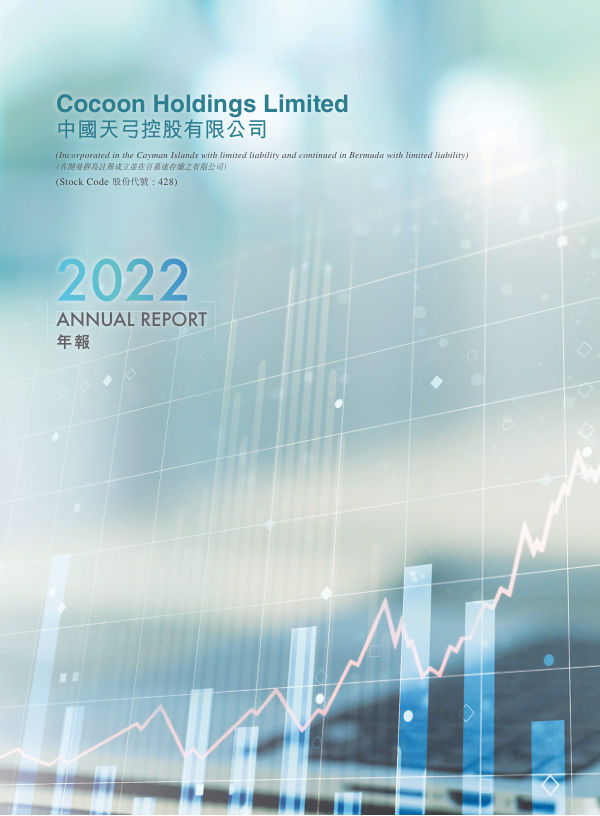 Cocoon Holdings Limited
中國天弓控股有限公司
(Incorporated in the Cayman Islands with limited liability and continued in Bermuda with limited liability)
(在開曼群島註冊成立並在百慕達存續之有限公司)
(Stock Code 股份代號：428)
2022
ANNUAL REPORT
年報